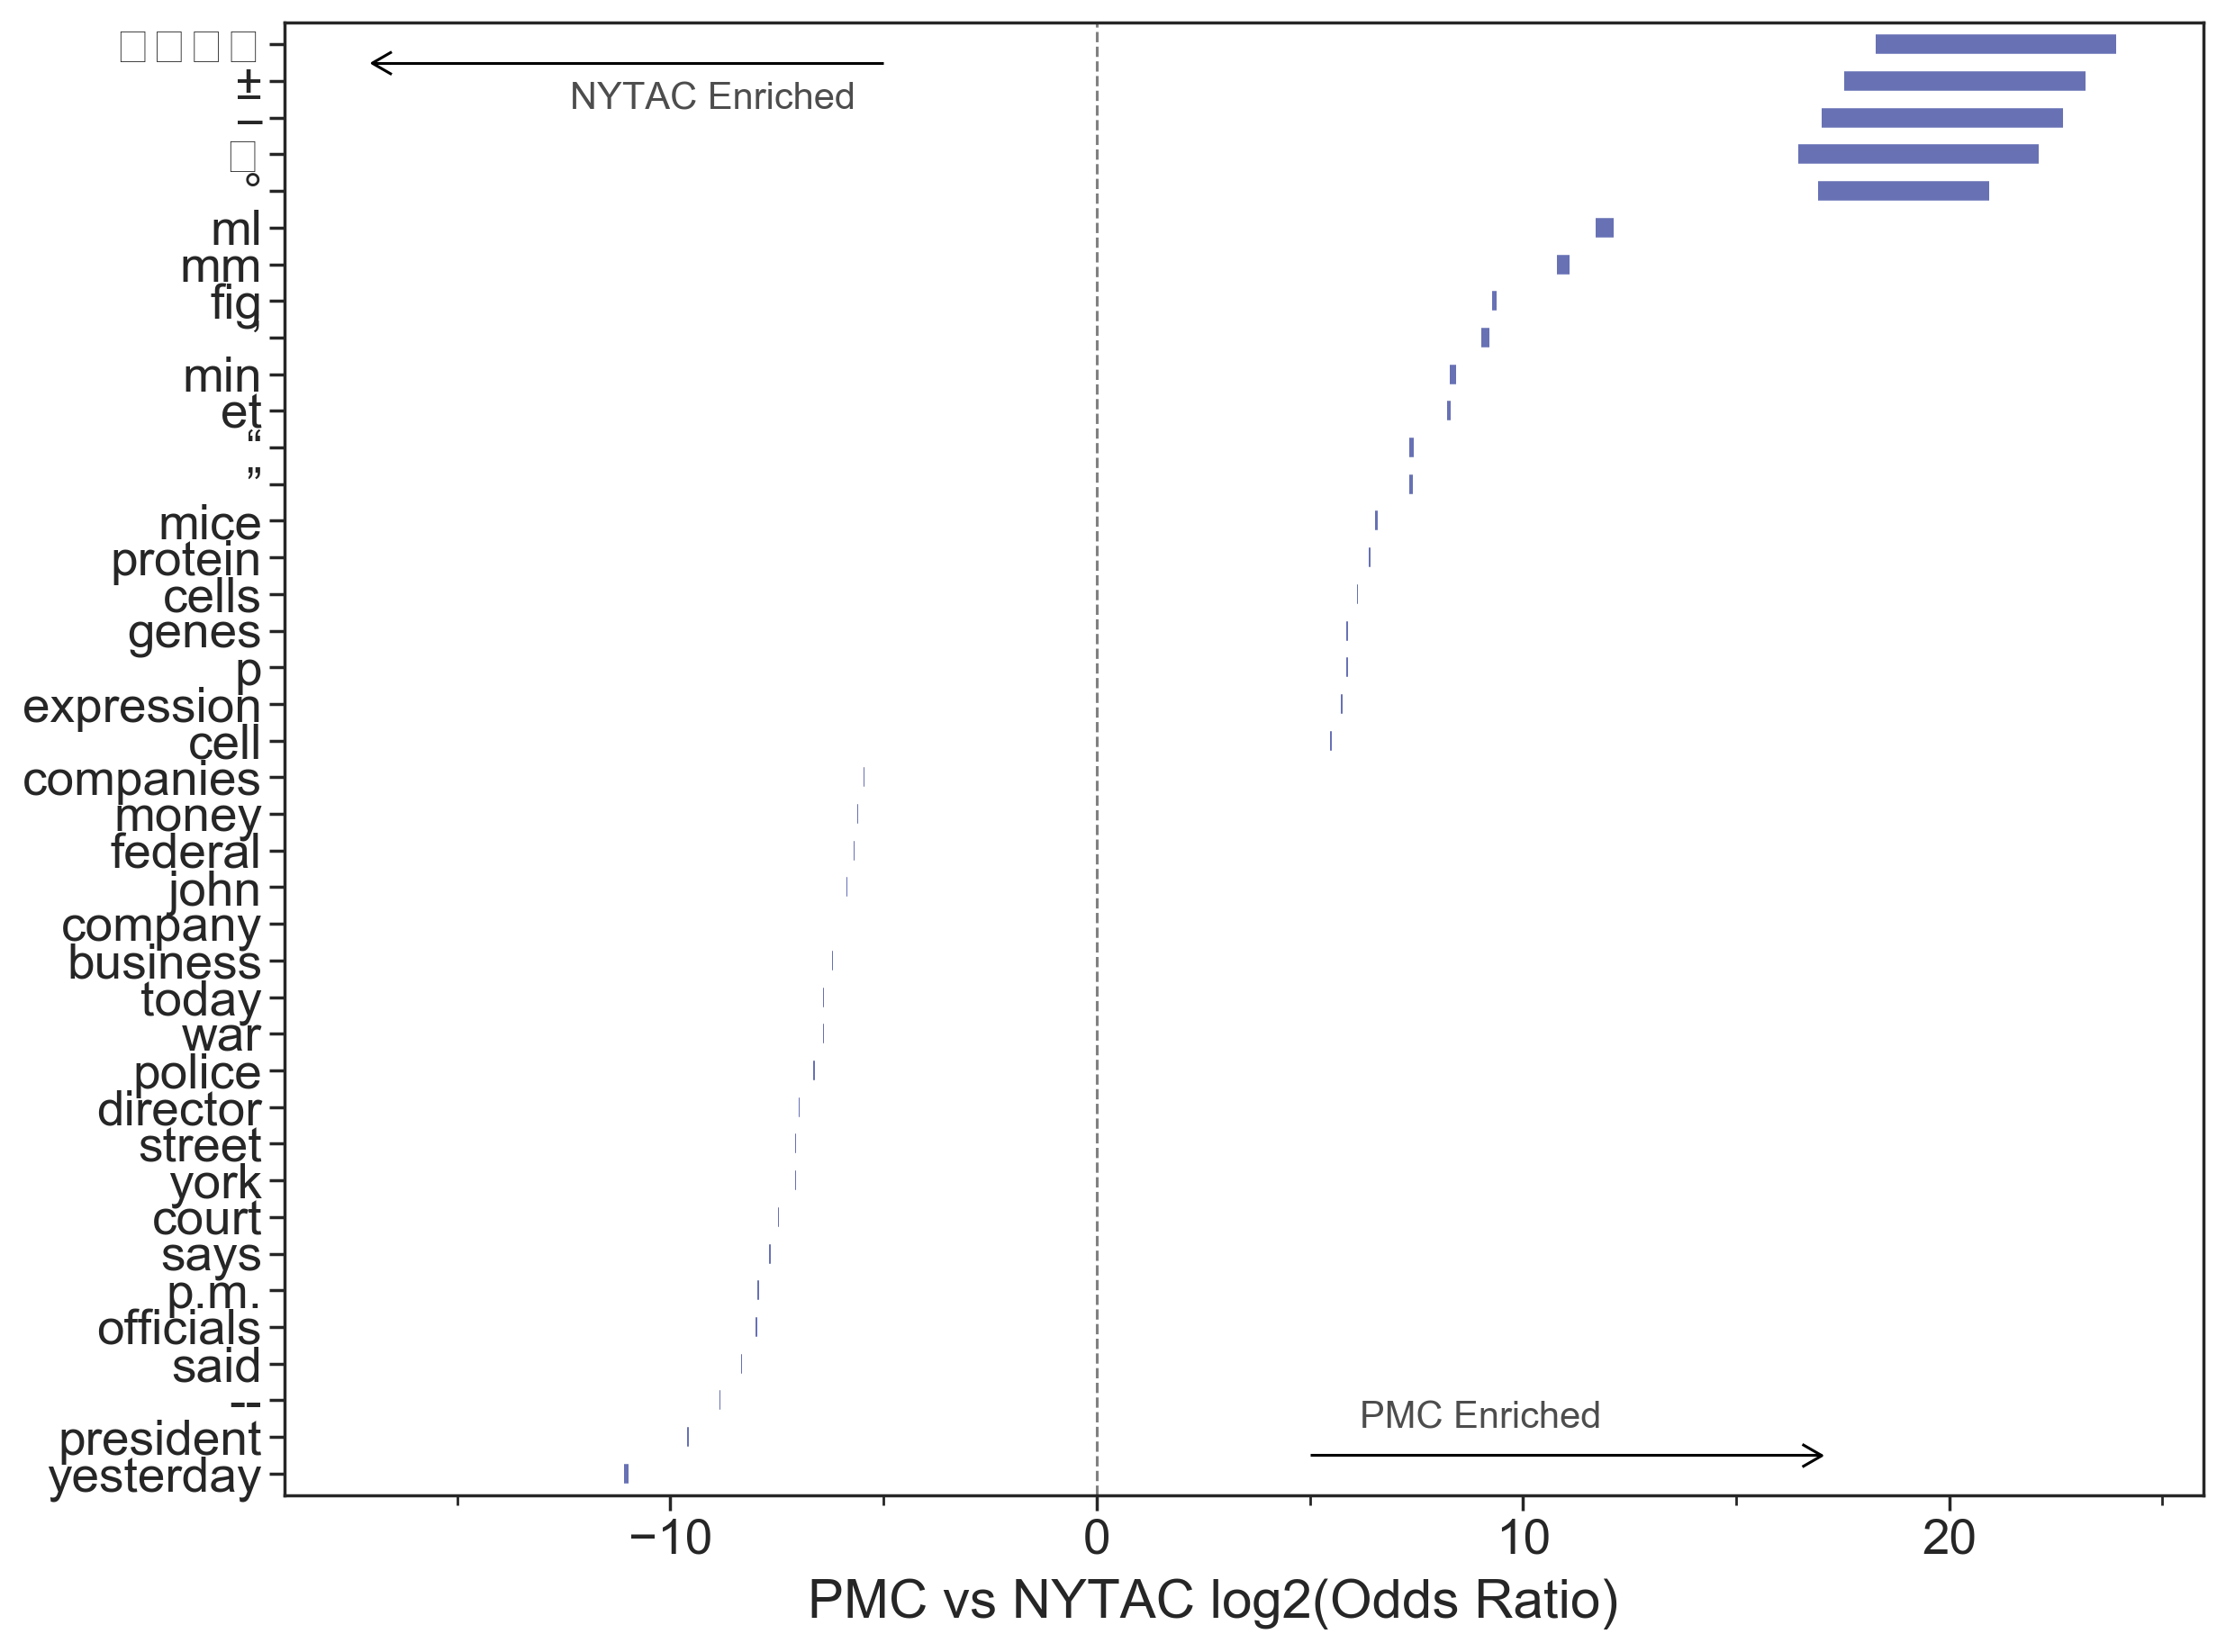 □ □ □ □
±
−
□
°
ml
mm
fig
’
min
et
“
”
mice
protein
cells
genes
p
expression
cell
companies
money
federal
john
company
business
today
war
police
director
street
york
court
says
p.m.
officials
said
--
president
yesterday
NYTAC Enriched
PMC Enriched
−10 0 10 20
PMC vs NYTAC log2(Odds Ratio)